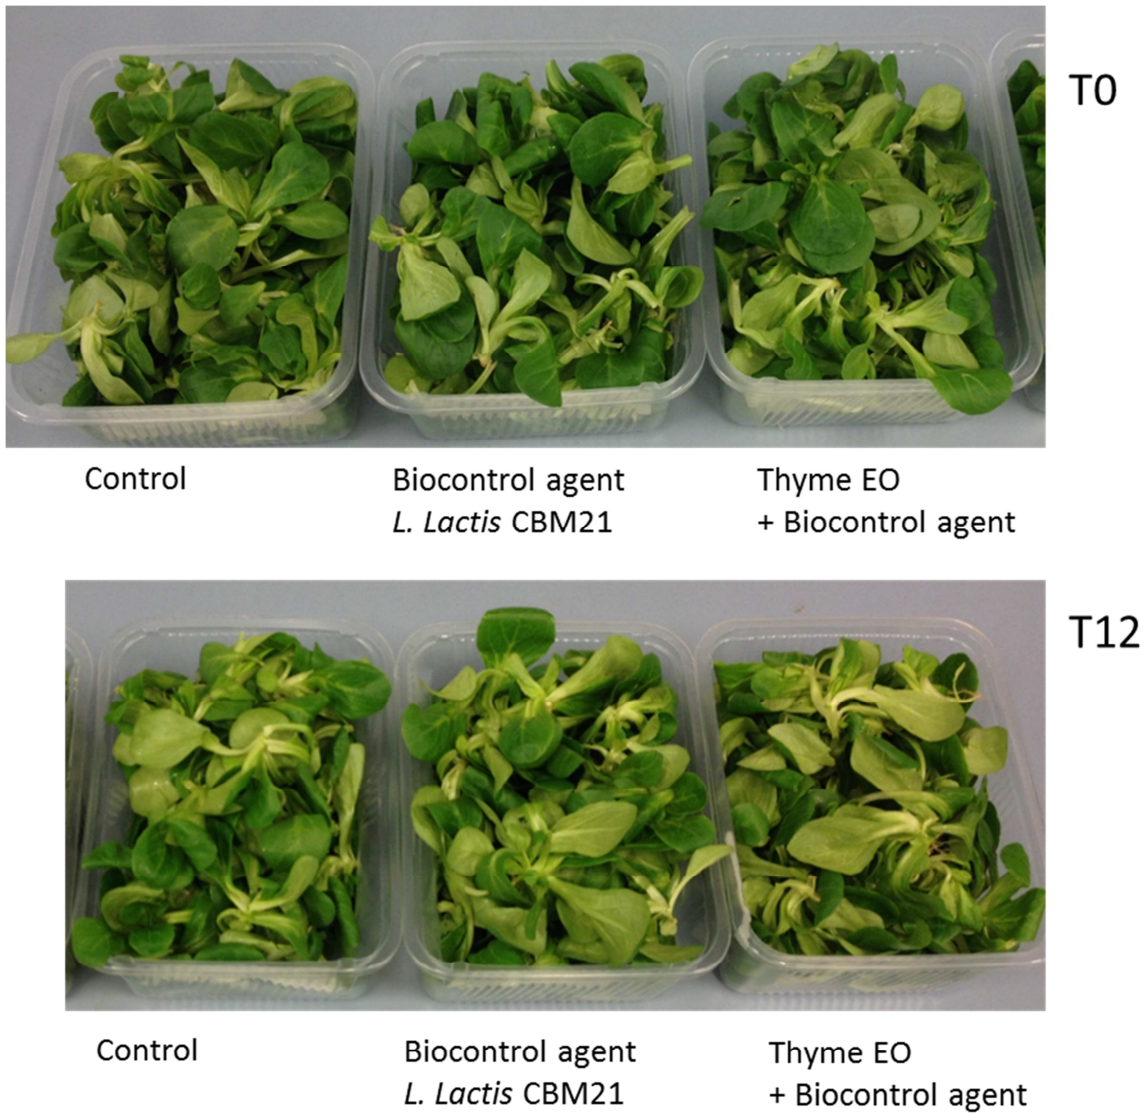 T0
Control
Biocontrol agent
L. Lactis CBM21
Thyme EO
+ Biocontrol agent
T12
Control
Biocontrol agent
L. Lactis CBM21
Thyme EO
+ Biocontrol agent